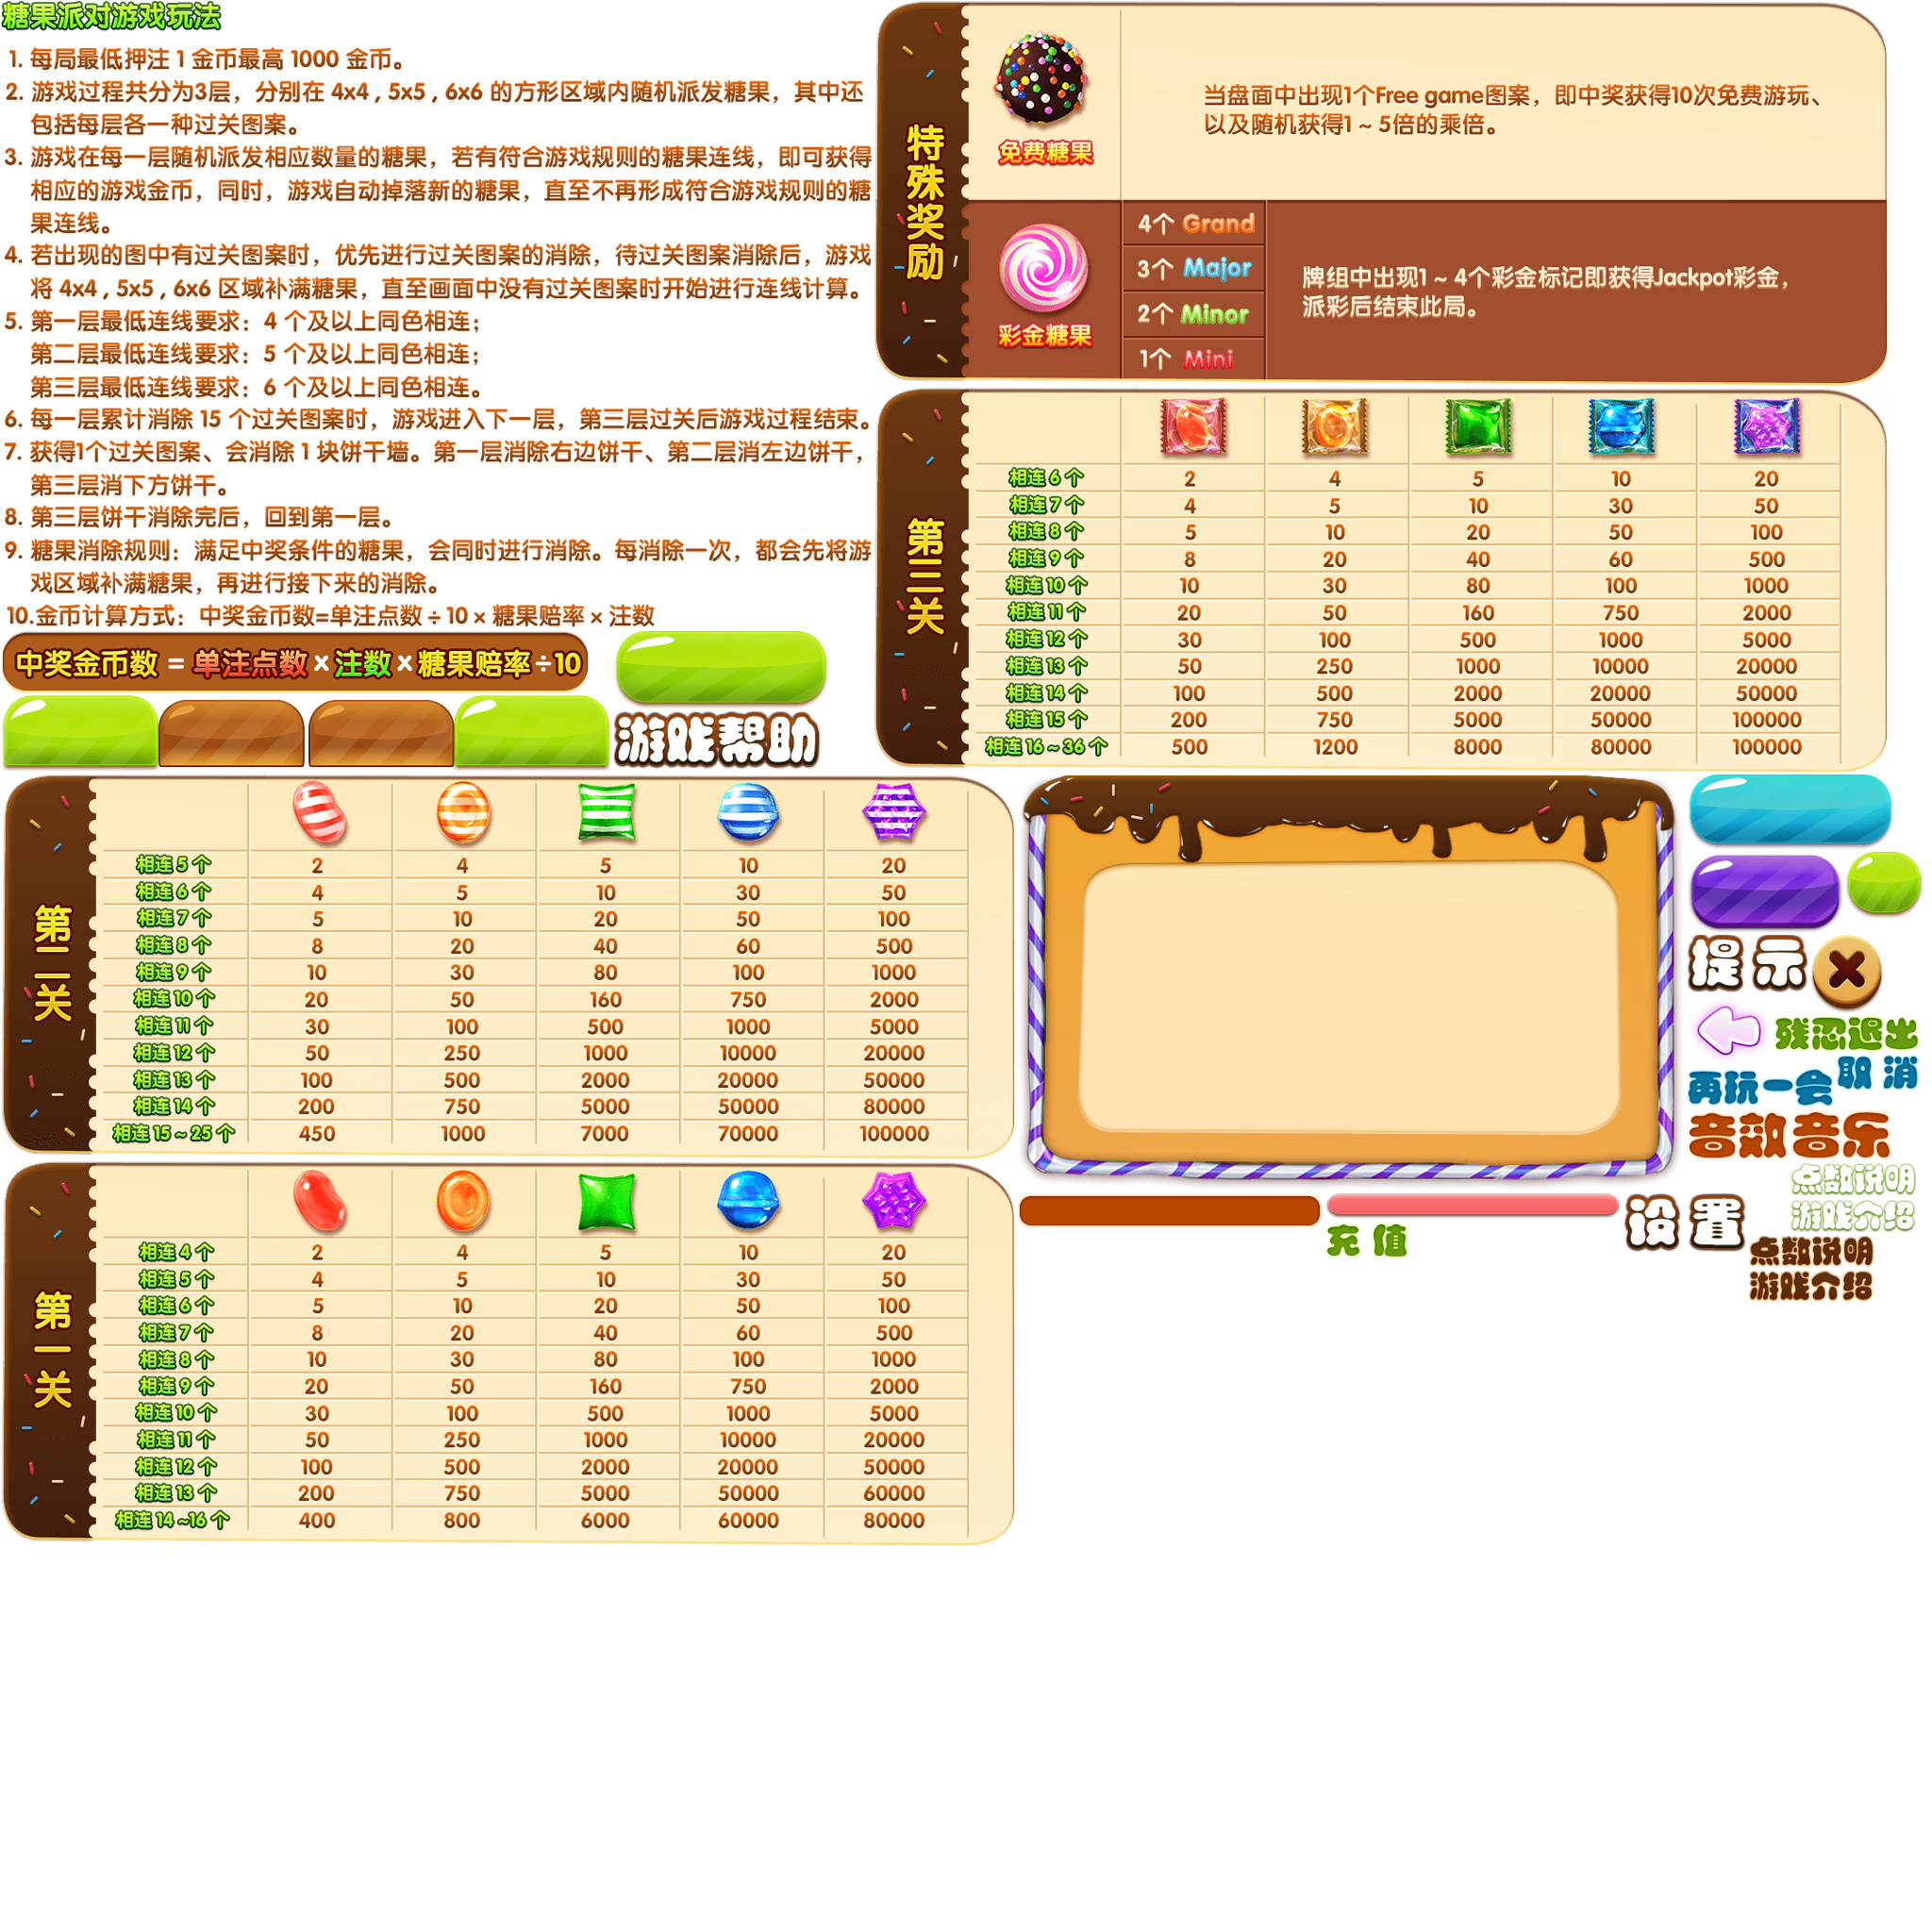 糖果派对游戏玩法
1. 每局最低押注 1 金币最高 1000 金币。
2. 游戏过程共分为3层，分别在 4x4 , 5x5 , 6x6 的方形区域内随机派发糖果，其中还
包括每层各一种过关图案。
3. 游戏在每一层随机派发相应数量的糖果，若有符合游戏规则的糖果连线，即可获得
相应的游戏金币，同时，游戏自动掉落新的糖果，直至不再形成符合游戏规则的糖
果连线。
4. 若出现的图中有过关图案时，优先进行过关图案的消除，待过关图案消除后，游戏
将 4x4 , 5x5 , 6x6 区域补满糖果，直至画面中没有过关图案时开始进行连线计算。
5. 第一层最低连线要求：4 个及以上同色相连；
第二层最低连线要求：5 个及以上同色相连；
第三层最低连线要求：6 个及以上同色相连。
6. 每一层累计消除 15 个过关图案时，游戏进入下一层，第三层过关后游戏过程结束。
7. 获得1个过关图案、会消除 1 块饼干墙。第一层消除右边饼干、第二层消左边饼干，
第三层消下方饼干。
8. 第三层饼干消除完后，回到第一层。
9. 糖果消除规则：满足中奖条件的糖果，会同时进行消除。每消除一次，都会先将游
戏区域补满糖果，再进行接下来的消除。
10.金币计算方式：中奖金币数=单注点数 ÷ 10 × 糖果赔率 × 注数
中奖金币数 = 单注点数 × 注数 × 糖果赔率 ÷10
游戏帮助
特殊奖励
免费糖果
当盘面中出现1个Free game图案，即中奖获得10次免费游玩、
以及随机获得1 ~ 5倍的乘倍。
彩金糖果
4个 Grand
3个 Major
2个 Minor
1个 Mini
牌组中出现1 ~ 4个彩金标记即获得Jackpot彩金，
派彩后结束此局。
第三关
相连 6 个 2 4 5 10 20
相连 7 个 4 5 10 30 50
相连 8 个 5 10 20 50 100
相连 9 个 8 20 40 60 500
相连 10 个 10 30 80 100 1000
相连 11 个 20 50 160 750 2000
相连 12 个 30 100 500 1000 5000
相连 13 个 50 250 1000 10000 20000
相连 14 个 100 500 2000 20000 50000
相连 15 个 200 750 5000 50000 100000
相连 16 ~ 36 个 500 1200 8000 80000 100000
第二关
相连 5 个 2 4 5 10 20
相连 6 个 4 5 10 30 50
相连 7 个 5 10 20 50 100
相连 8 个 8 20 40 60 500
相连 9 个 10 30 80 100 1000
相连 10 个 20 50 160 750 2000
相连 11 个 30 100 500 1000 5000
相连 12 个 50 250 1000 10000 20000
相连 13 个 100 500 2000 20000 50000
相连 14 个 200 750 5000 50000 80000
相连 15 ~ 25 个 450 1000 7000 70000 100000
第一关
相连 4 个 2 4 5 10 20
相连 5 个 4 5 10 30 50
相连 6 个 5 10 20 50 100
相连 7 个 8 20 40 60 500
相连 8 个 10 30 80 100 1000
相连 9 个 20 50 160 750 2000
相连 10 个 30 100 500 1000 5000
相连 11 个 50 250 1000 10000 20000
相连 12 个 100 500 2000 20000 50000
相连 13 个 200 750 5000 50000 60000
相连 14 ~16 个 400 800 6000 60000 80000
提 示
残忍退出
再玩一会
取 消
音效 音乐
点数说明
游戏介绍
充 值
设 置
点数说明
游戏介绍